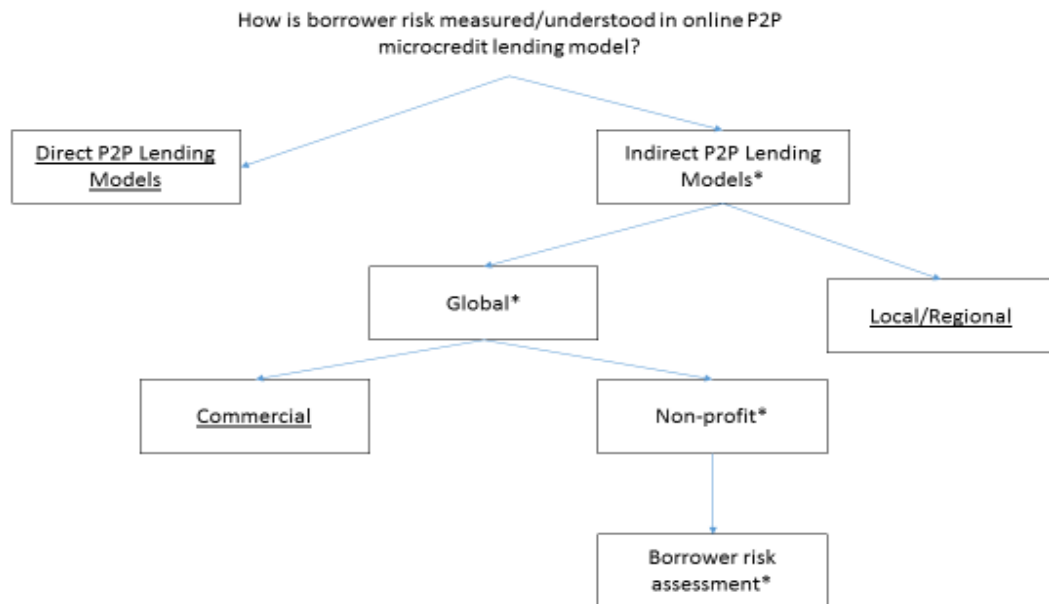 How is borrower risk measured/understood in online P2P
microcredit lending model?
Direct P2P Lending
Models
Indirect P2P Lending
Models*
Global*
Local/Regional
Commercial
Non-profit*
Borrower risk
assessment*